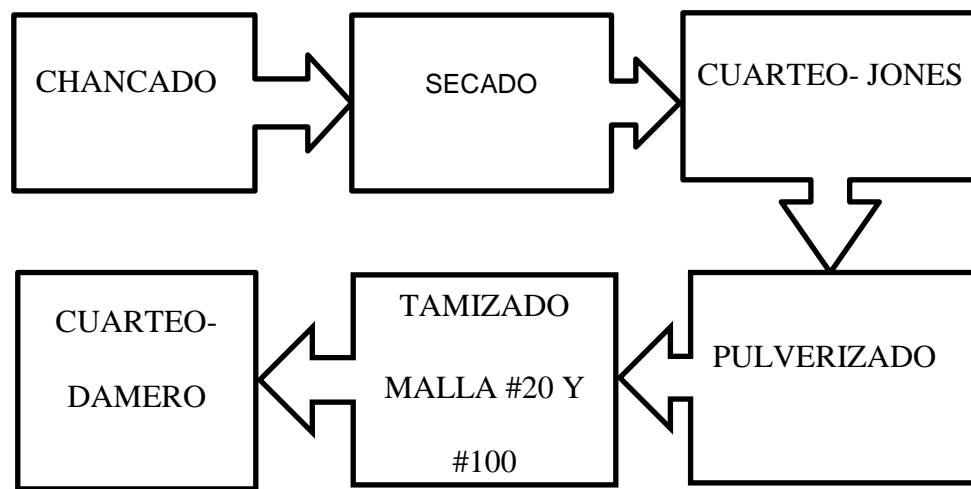 CHANCADO
SECADO
CUARTEO- JONES
PULVERIZADO
TAMIZADO
MALLA #20 Y
#100
CUARTEO-
DAMERO